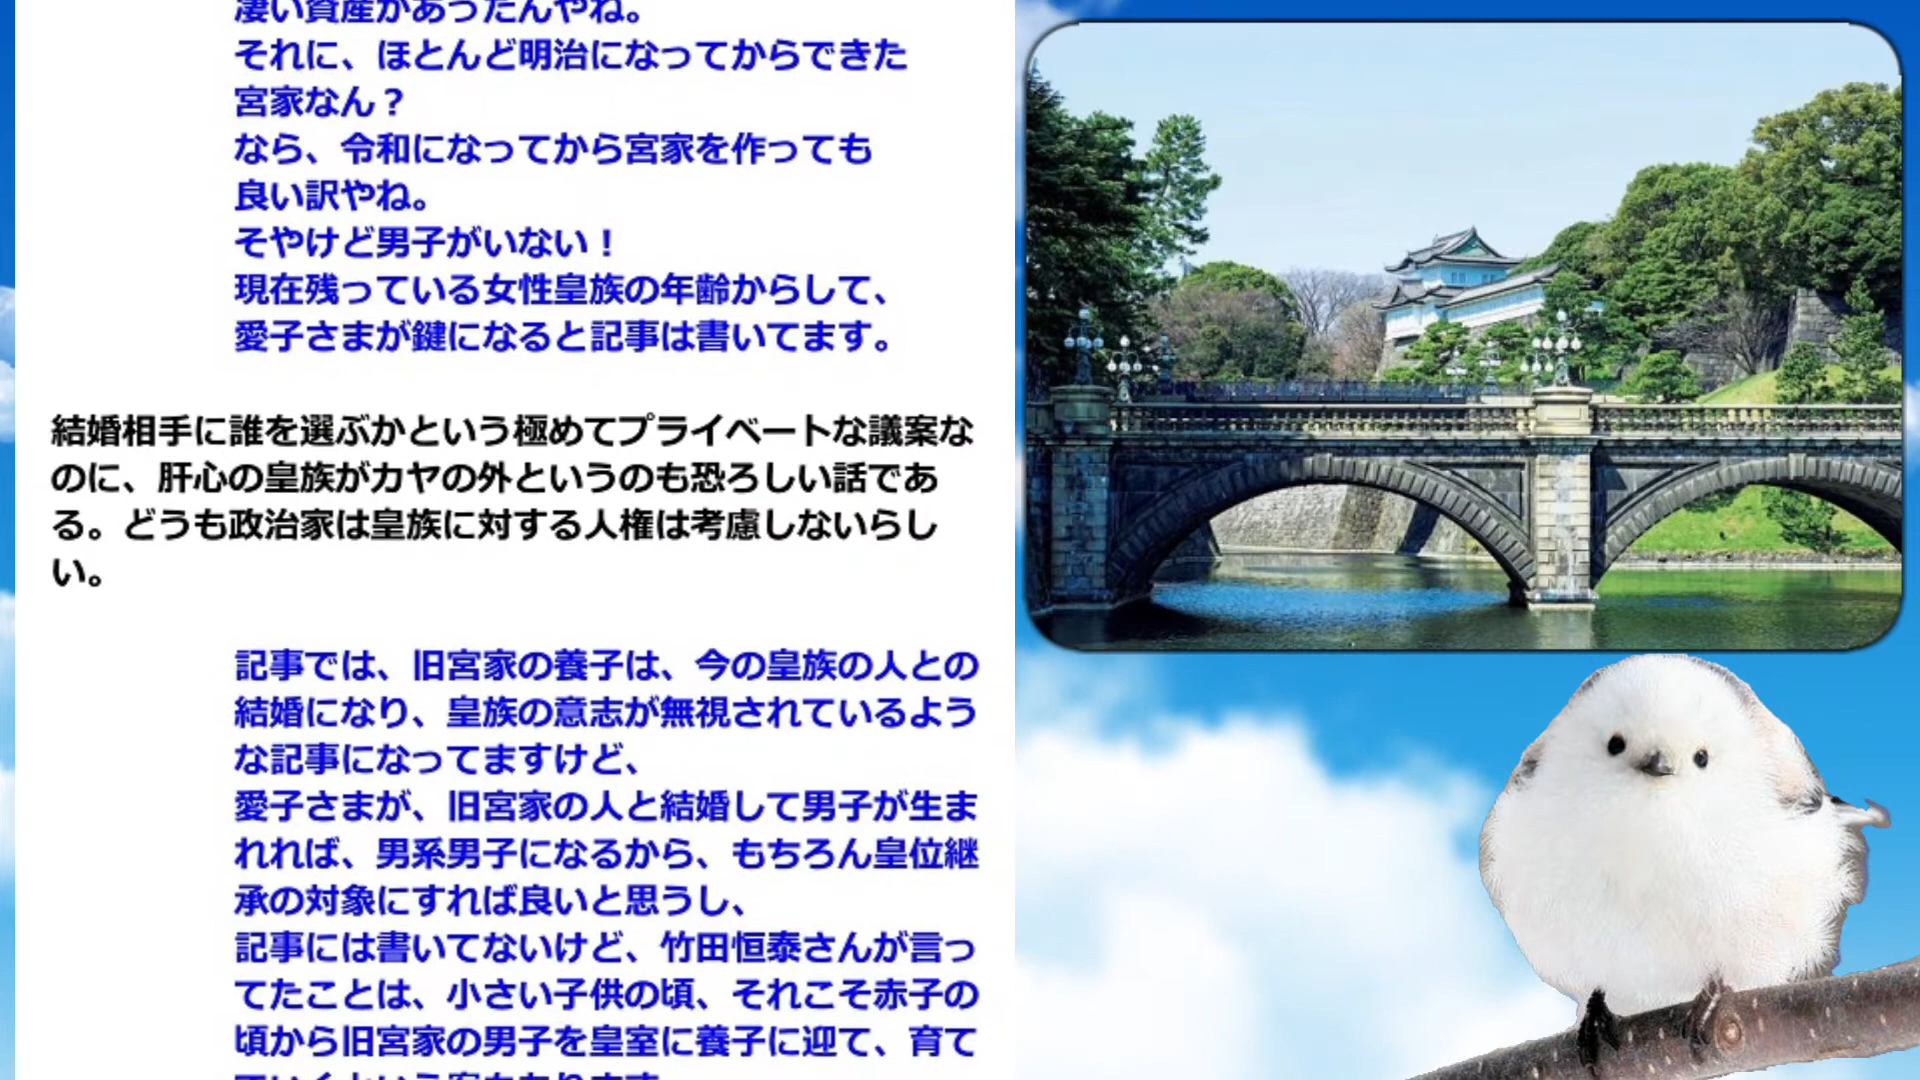 凄い資産があったんやね。
それに、ほとんど明治になってからできた
宮家なん？
なら、令和になってから宮家を作っても
良い訳やね。
そやけど男子がいない！
現在残っている女性皇族の年齢からして、
愛子さまが鍵になると記事は書いてます。
結婚相手に誰を選ぶかという極めてプライベートな議案な
のに、肝心の皇族がカヤの外というのも恐ろしい話であ
る。どうも政治家は皇族に対する人権は考慮しないらし
い。
記事では、旧宮家の養子は、今の皇族の人との
結婚になり、皇族の意志が無視されているよう
な記事になってますけど、
愛子さまが、旧宮家の人と結婚して男子が生ま
れれば、男系男子になるから、もちろん皇位継
承の対象にすれば良いと思うし、
記事には書いてないけど、竹田恒泰さんが言っ
てたことは、小さい子供の頃、それこそ赤子の
頃から旧宮家の男子を皇室に養子に迎て、育て